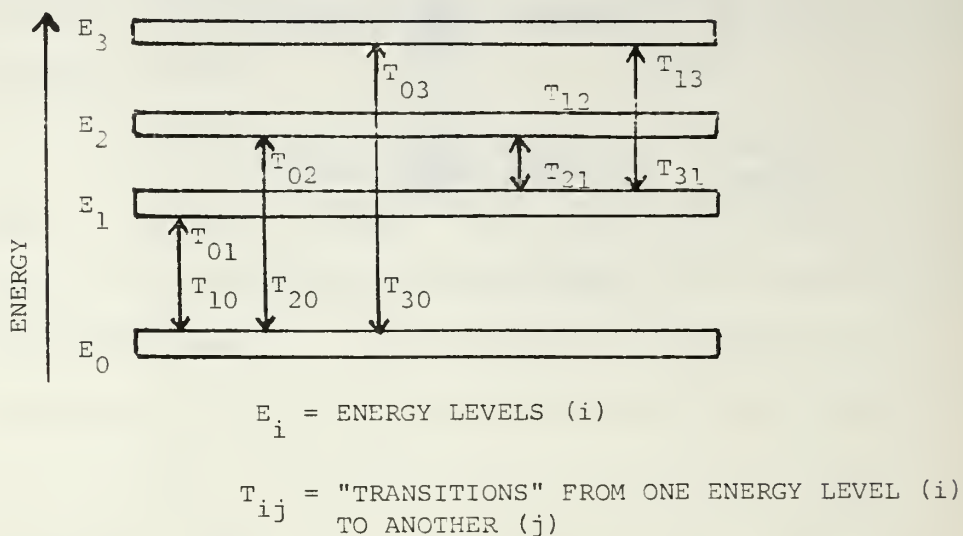 E₃
T₀₃
T₁₃
T₁₂
E₂
T₀₂
T₂₁
T₃₁
E₁
T₀₁
T₁₀
T₂₀
T₃₀
E₀
ENERGY
Eᵢ = ENERGY LEVELS (i)
Tᵢⱼ = "TRANSITIONS" FROM ONE ENERGY LEVEL (i)
TO ANOTHER (j)